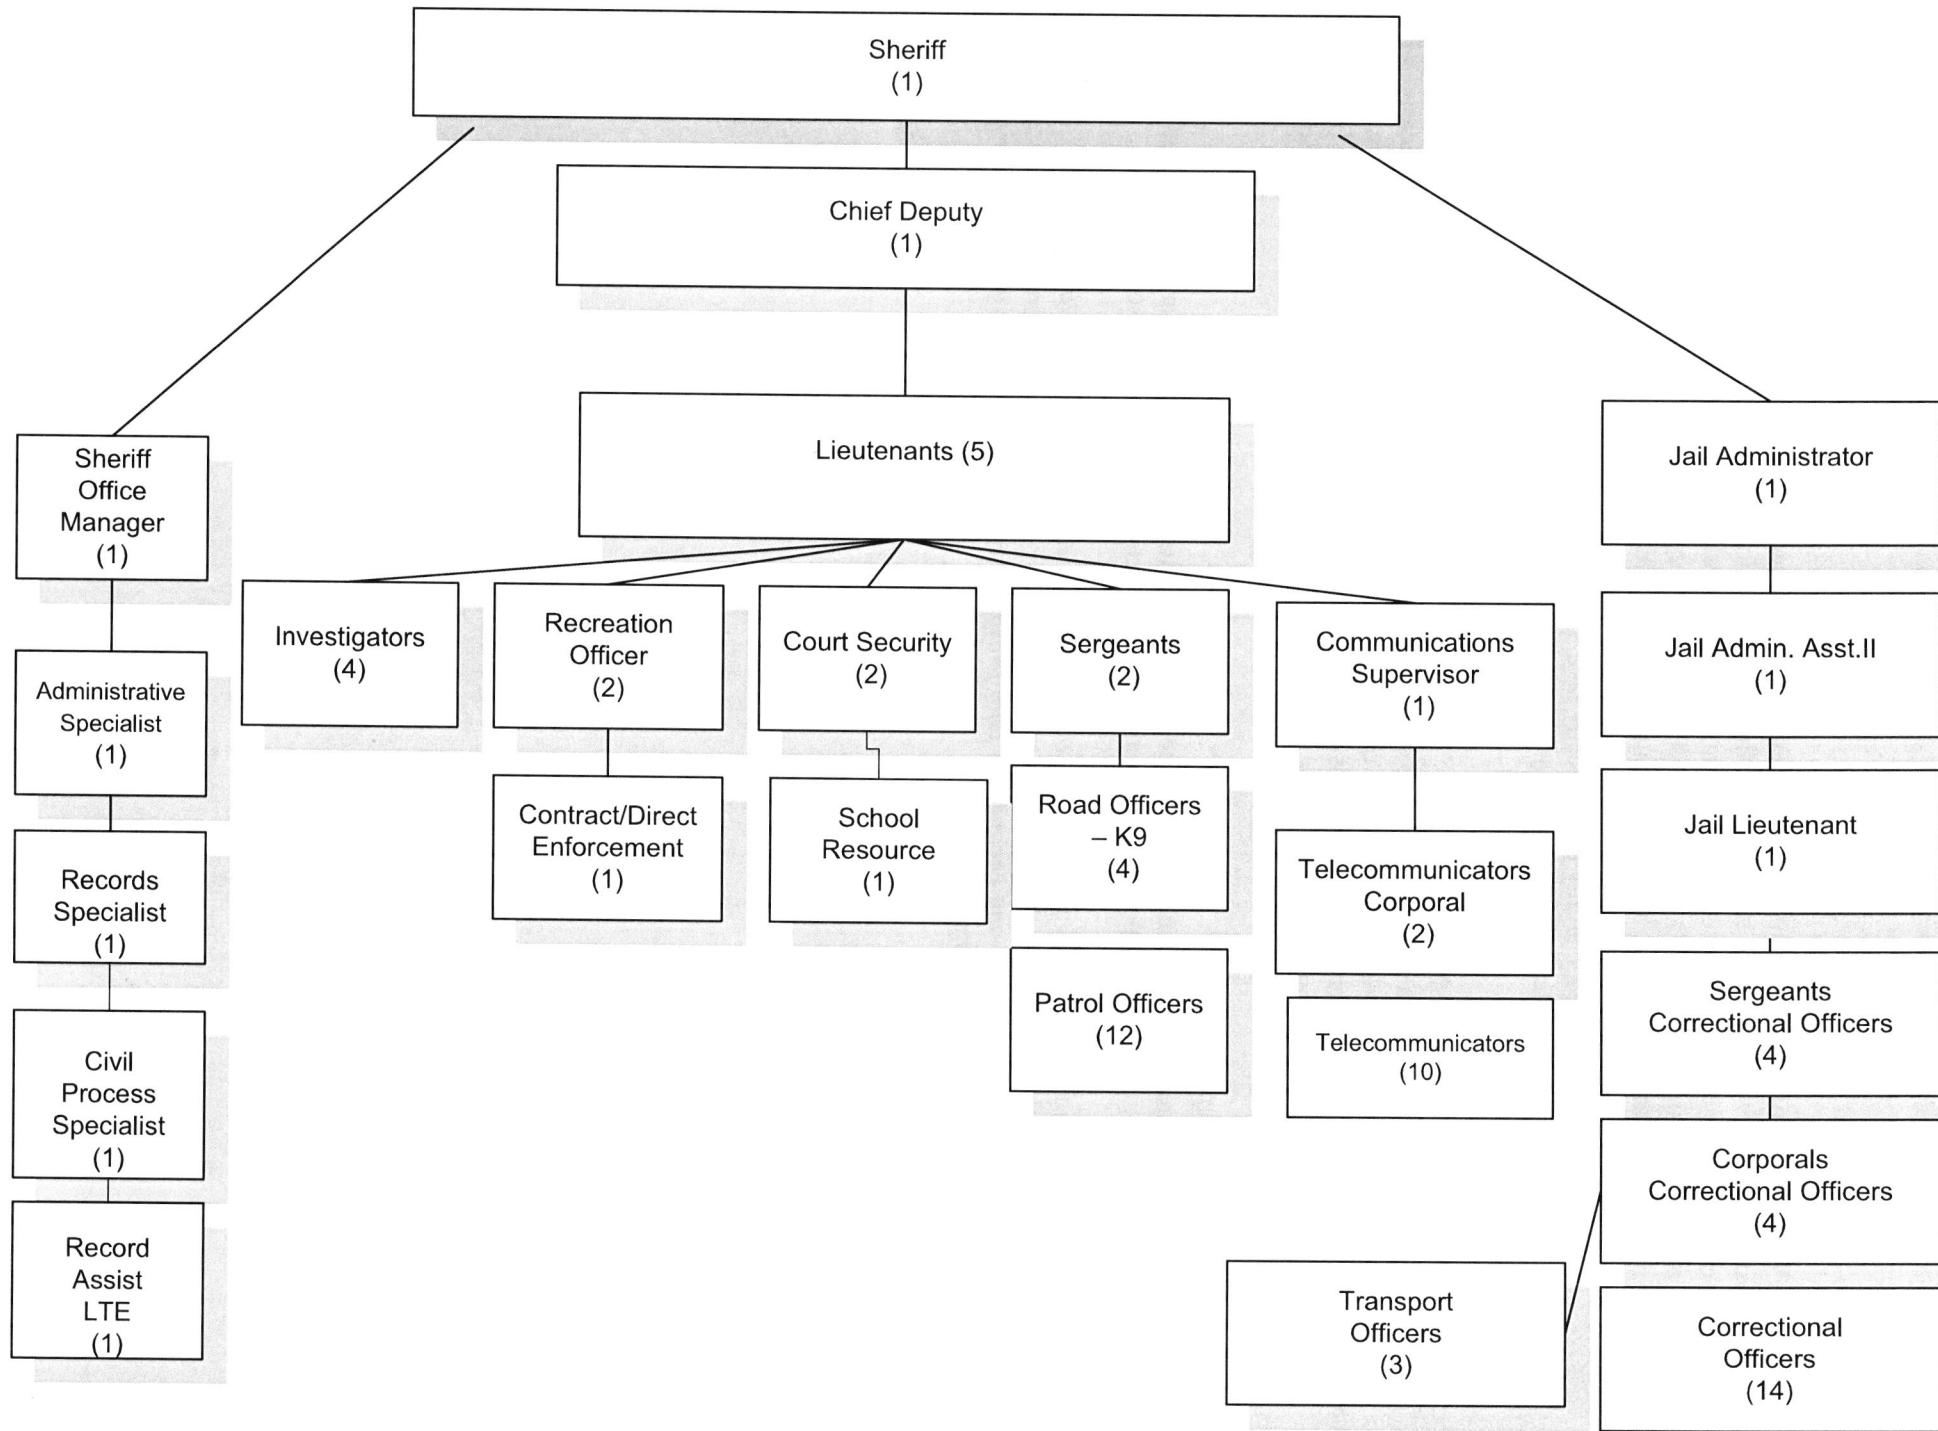 Sheriff
(1)
Chief Deputy
(1)
Lieutenants (5)
Sheriff
Office
Manager
(1)
Administrative
Specialist
(1)
Records
Specialist
(1)
Civil
Process
Specialist
(1)
Record
Assist
LTE
(1)
Investigators
(4)
Recreation
Officer
(2)
Contract/Direct
Enforcement
(1)
Court Security
(2)
School
Resource
(1)
Sergeants
(2)
Road Officers
– K9
(4)
Patrol Officers
(12)
Communications
Supervisor
(1)
Telecommunicators
Corporal
(2)
Telecommunicators
(10)
Jail Administrator
(1)
Jail Admin. Asst.II
(1)
Jail Lieutenant
(1)
Sergeants
Correctional Officers
(4)
Corporals
Correctional Officers
(4)
Transport
Officers
(3)
Correctional
Officers
(14)